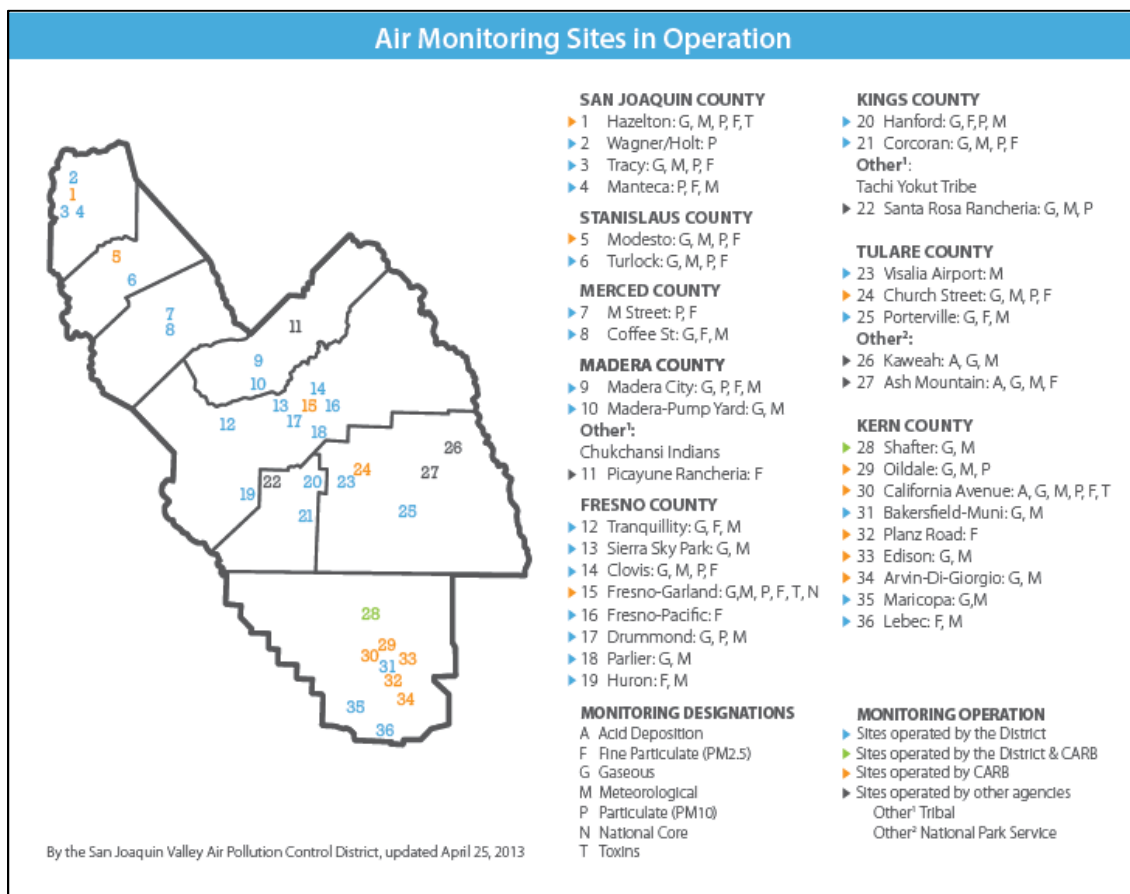 Air Monitoring Sites in Operation
2
1
3 4
5
6
7
8
11
9
10
14
13 15 16
12
17
18
26
24
27
22
20
23
19
21
25
28
29
30
33
31
32
34
35
36
SAN JOAQUIN COUNTY
1 Hazelton: G, M, P, F,T
2 Wagner/Holt: P
3 Tracy: G, M, P, F
4 Manteca: P, F, M
STANISLAUS COUNTY
5 Modesto: G, M, P, F
6 Turlock: G, M, P, F
MERCED COUNTY
7 M Street: P, F
8 Coffee St: G, F, M
MADERA COUNTY
9 Madera City: G, P, F, M
10 Madera-Pump Yard: G, M
Other¹:
Chukchansi Indians
11 Picayune Rancheria: F
FRESNO COUNTY
12 Tranquillity: G, F, M
13 Sierra Sky Park: G, M
14 Clovis: G, M, P, F
15 Fresno-Garland: G,M, P, F, T, N
16 Fresno-Pacific: F
17 Drummond: G, P, M
18 Parlier: G, M
19 Huron: F, M
KINGS COUNTY
20 Hanford: G, F,P, M
21 Corcoran: G, M, P, F
Other¹:
Tachi Yokut Tribe
22 Santa Rosa Rancheria: G, M, P
TULARE COUNTY
23 Visalia Airport: M
24 Church Street: G, M, P, F
25 Porterville: G, F, M
Other²:
26 Kaweah: A, G, M
27 Ash Mountain: A, G, M, F
KERN COUNTY
28 Shafter: G, M
29 Oildale: G, M, P
30 California Avenue: A, G, M, P, F, T
31 Bakersfield-Muni: G, M
32 Planz Road: F
33 Edison: G, M
34 Arvin-Di-Giorgio: G, M
35 Maricopa: G,M
36 Lebec: F, M
MONITORING DESIGNATIONS
A Acid Deposition
F Fine Particulate (PM2.5)
G Gaseous
M Meteorological
P Particulate (PM10)
N National Core
T Toxins
MONITORING OPERATION
Sites operated by the District
Sites operated by the District & CARB
Sites operated by CARB
Sites operated by other agencies
Other¹ Tribal
Other² National Park Service
By the San Joaquin Valley Air Pollution Control District, updated April 25, 2013